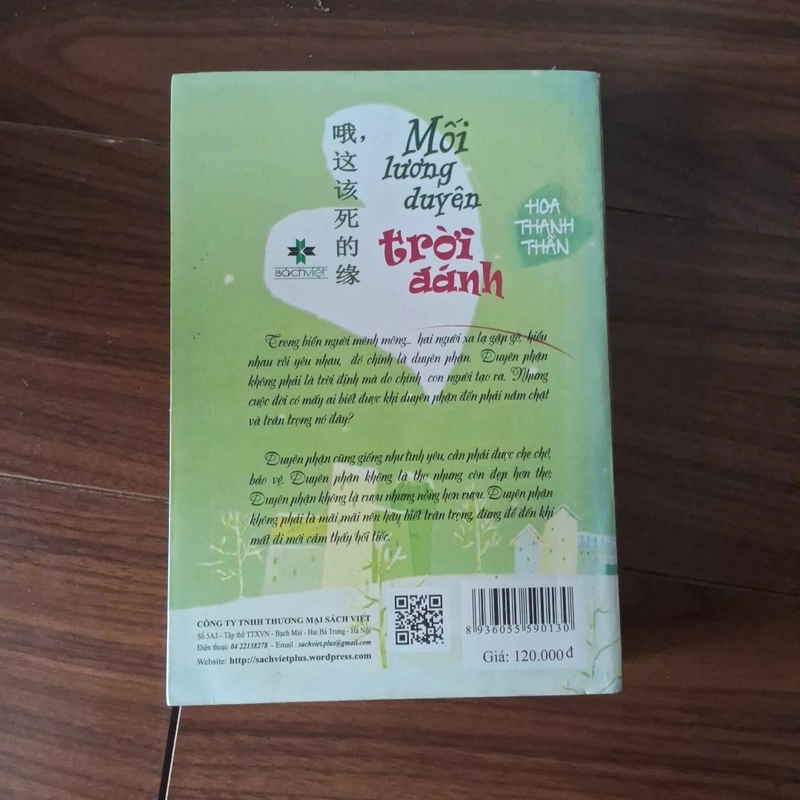 哦，这该死的缘
Mối
lương
duyên
trời
đánh
HOA
THANH
THẦN
sáchviệt
Trong biển người mênh mông... hai người xa lạ gặp gỡ, hiểu
nhau rồi yêu nhau, đó chính là duyên phận. Duyên phận
không phải là trời định mà do chính con người tạo ra. Nhưng
cuộc đời có mấy ai biết được khi duyên phận đến phải nắm chặt
và trân trọng nó đây?
Duyên phận cũng giống như tình yêu, cần phải được che chở,
bảo vệ. Duyên phận không là thơ nhưng còn đẹp hơn thơ;
Duyên phận không là rượu nhưng nồng hơn rượu. Duyên phận
không phải là mãi mãi nên hãy biết trân trọng, đừng để đến khi
mất đi mới cảm thấy hối tiếc.
CÔNG TY TNHH THƯƠNG MẠI SÁCH VIỆT
Số 5A3 - Tập thể TTXVN - Bạch Mai - Hai Bà Trưng - Hà Nội
Điện thoại: 04 22158278 - Email : sachviet.plus@gmail.com
Website: http://sachvietplus.wordpress.com
8 936055 590130
Giá: 120.000đ